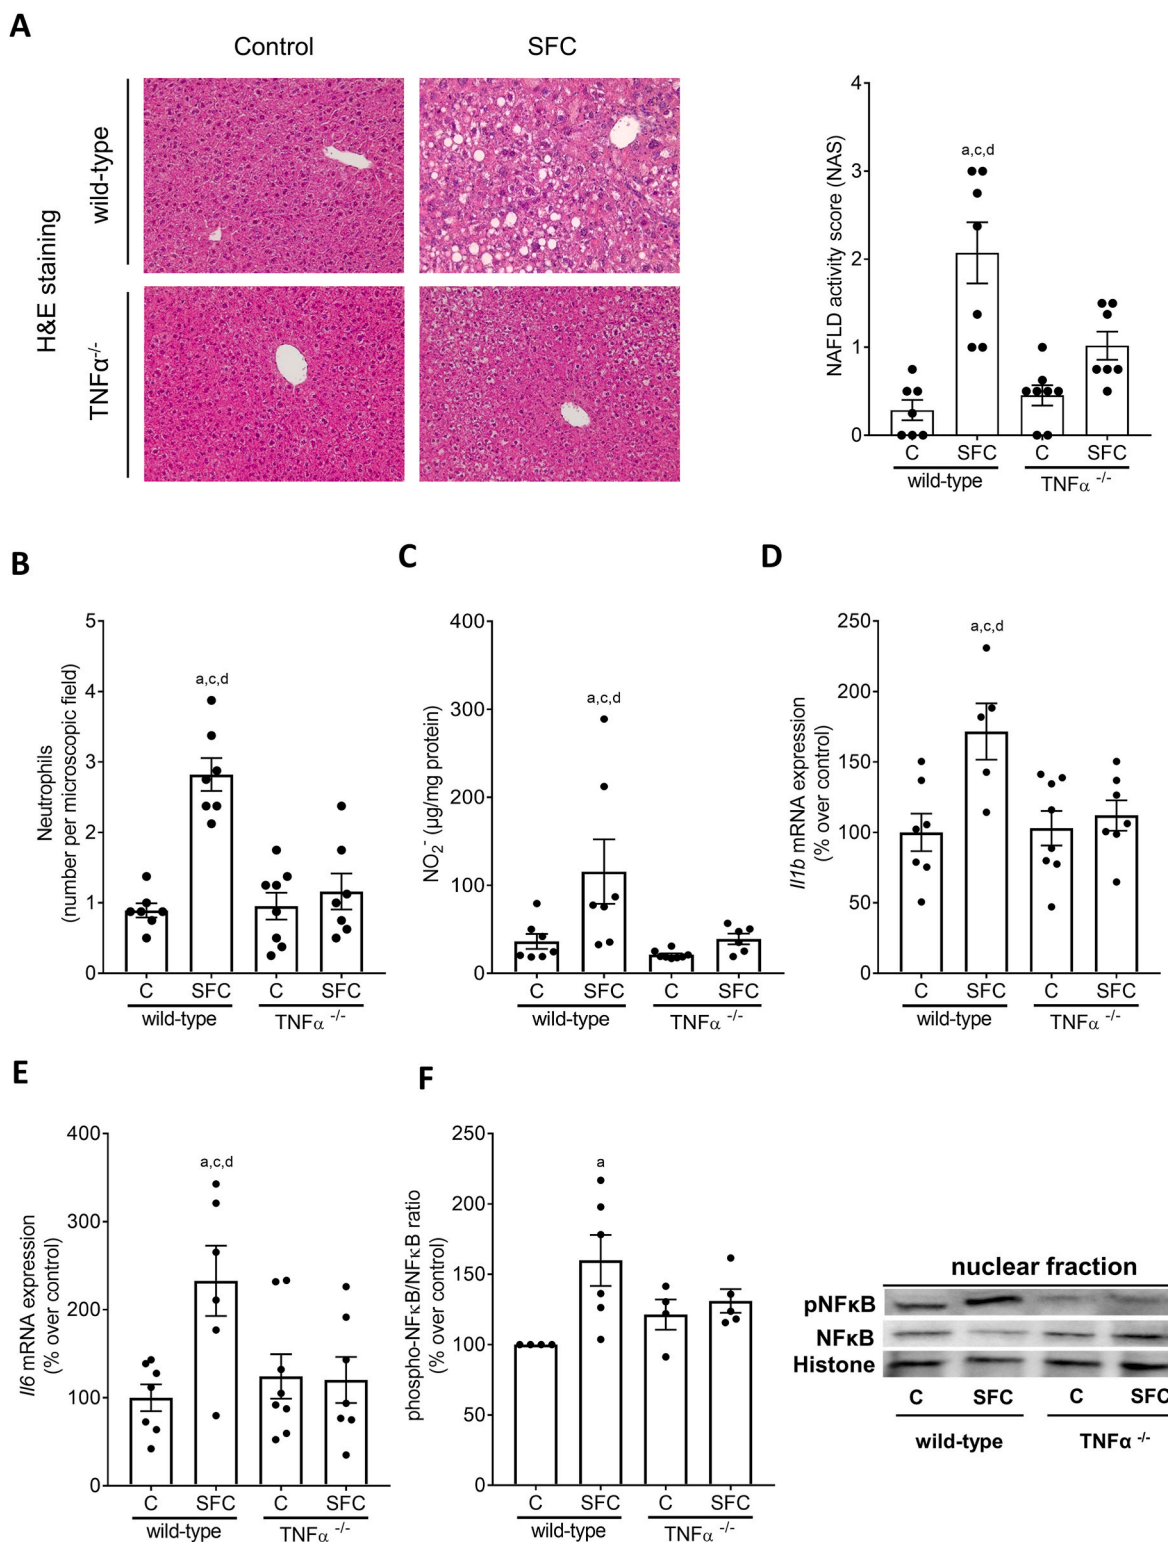 A
Control
SFC
H&E staining
wild-type
TNFα-/-
NAFLD activity score (NAS)
4
3
2
1
0
a,c,d
C
SFC
C
SFC
wild-type
TNFα -/-
B
Neutrophils
(number per microscopic field)
5
4
3
2
1
0
a,c,d
C
SFC
C
SFC
wild-type
TNFα -/-
C
NO2- (µg/mg protein)
400
300
200
100
0
a,c,d
C
SFC
C
SFC
wild-type
TNFα -/-
D
Il1b mRNA expression
(% over control)
250
200
150
100
50
0
a,c,d
C
SFC
C
SFC
wild-type
TNFα -/-
E
Il6 mRNA expression
(% over control)
400
300
200
100
0
a,c,d
C
SFC
C
SFC
wild-type
TNFα -/-
F
phospho-NFκB/NFκB ratio
(% over control)
250
200
150
100
50
0
a
C
SFC
C
SFC
wild-type
TNFα -/-
nuclear fraction
pNFκB
NFκB
Histone
C
SFC
C
SFC
wild-type
TNFα -/-